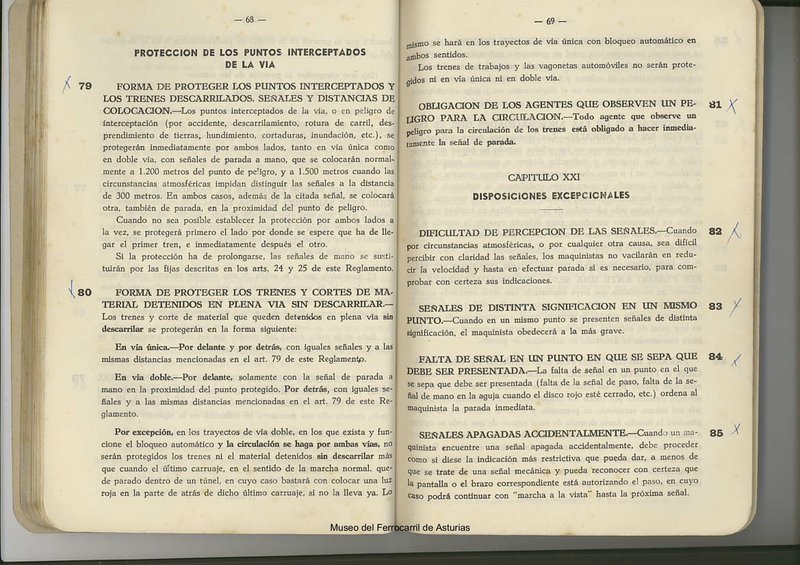 — 68 —
PROTECCION DE LOS PUNTOS INTERCEPTADOS
DE LA VIA
79 FORMA DE PROTEGER LOS PUNTOS INTERCEPTADOS Y
LOS TRENES DESCARRILADOS. SEÑALES Y DISTANCIAS DE
COLOCACION.—Los puntos interceptados de la vía, o en peligro de
interceptación (por accidente, descarrilamiento, rotura de carril, des-
prendimiento de tierras, hundimiento, cortaduras, inundación, etc.), se
protegerán inmediatamente por ambos lados, tanto en vía única como
en doble vía, con señales de parada a mano, que se colocarán normal-
mente a 1.200 metros del punto de peligro, y a 1.500 metros cuando las
circunstancias atmosféricas impidan distinguir las señales a la distancia
de 300 metros. En ambos casos, además de la citada señal, se colocará
otra, también de parada, en la proximidad del punto de peligro.
Cuando no sea posible establecer la protección por ambos lados a
la vez, se protegerá primero el lado por donde se espere que ha de lle-
gar el primer tren, e inmediatamente después el otro.
Si la protección ha de prolongarse, las señales de mano se susti-
tuirán por las fijas descritas en los arts. 24 y 25 de este Reglamento.
80 FORMA DE PROTEGER LOS TRENES Y CORTES DE MA-
TERIAL DETENIDOS EN PLENA VIA SIN DESCARRILAR.—
Los trenes y corte de material que queden detenidos en plena vía sin
descarrilar se protegerán en la forma siguiente:
En vía única.—Por delante y por detrás, con iguales señales y a las
mismas distancias mencionadas en el art. 79 de este Reglamento.
En vía doble.—Por delante, solamente con la señal de parada a
mano en la proximidad del punto protegido. Por detrás, con iguales se-
ñales y a las mismas distancias mencionadas en el art. 79 de este Re-
glamento.
Por excepción, en los trayectos de vía doble, en los que exista y fun-
cione el bloqueo automático y la circulación se haga por ambas vías, no
serán protegidos los trenes ni el material detenidos sin descarrilar más
que cuando el último carruaje, en el sentido de la marcha normal, que-
de parado dentro de un túnel, en cuyo caso bastará con colocar una luz
roja en la parte de atrás de dicho último carruaje, si no la lleva ya. Lo
— 69 —
mismo se hará en los trayectos de vía única con bloqueo automático en
ambos sentidos.
Los trenes de trabajos y las vagonetas automóviles no serán prote-
gidos ni en vía única ni en doble vía.
OBLIGACION DE LOS AGENTES QUE OBSERVEN UN PE- 81
LIGRO PARA LA CIRCULACION.—Todo agente que observe un
peligro para la circulación de los trenes está obligado a hacer inmedia-
tamente la señal de parada.
CAPITULO XXI
DISPOSICIONES EXCEPCIONALES
DIFICULTAD DE PERCEPCION DE LAS SEÑALES.—Cuando 82
por circunstancias atmosféricas, o por cualquier otra causa, sea difícil
percibir con claridad las señales, los maquinistas no vacilarán en redu-
cir la velocidad y hasta en efectuar parada si es necesario, para com-
probar con certeza sus indicaciones.
SEÑALES DE DISTINTA SIGNIFICACION EN UN MISMO 83
PUNTO.—Cuando en un mismo punto se presenten señales de distinta
significación, el maquinista obedecerá a la más grave.
FALTA DE SEÑAL EN UN PUNTO EN QUE SE SEPA QUE 84
DEBE SER PRESENTADA.—La falta de señal en un punto en el que
se sepa que debe ser presentada (falta de la señal de paso, falta de la se-
ñal de mano en la aguja cuando el disco rojo esté cerrado, etc.) ordena al
maquinista la parada inmediata.
SEÑALES APAGADAS ACCIDENTALMENTE.—Cuando un ma- 85
quinista encuentre una señal apagada accidentalmente, debe proceder
como si diese la indicación más restrictiva que pueda dar, a menos de
que se trate de una señal mecánica y pueda reconocer con certeza que
la pantalla o el brazo correspondiente está autorizando el paso, en cuyo
caso podrá continuar con "marcha a la vista" hasta la próxima señal.
Museo del Ferrocarril de Asturias